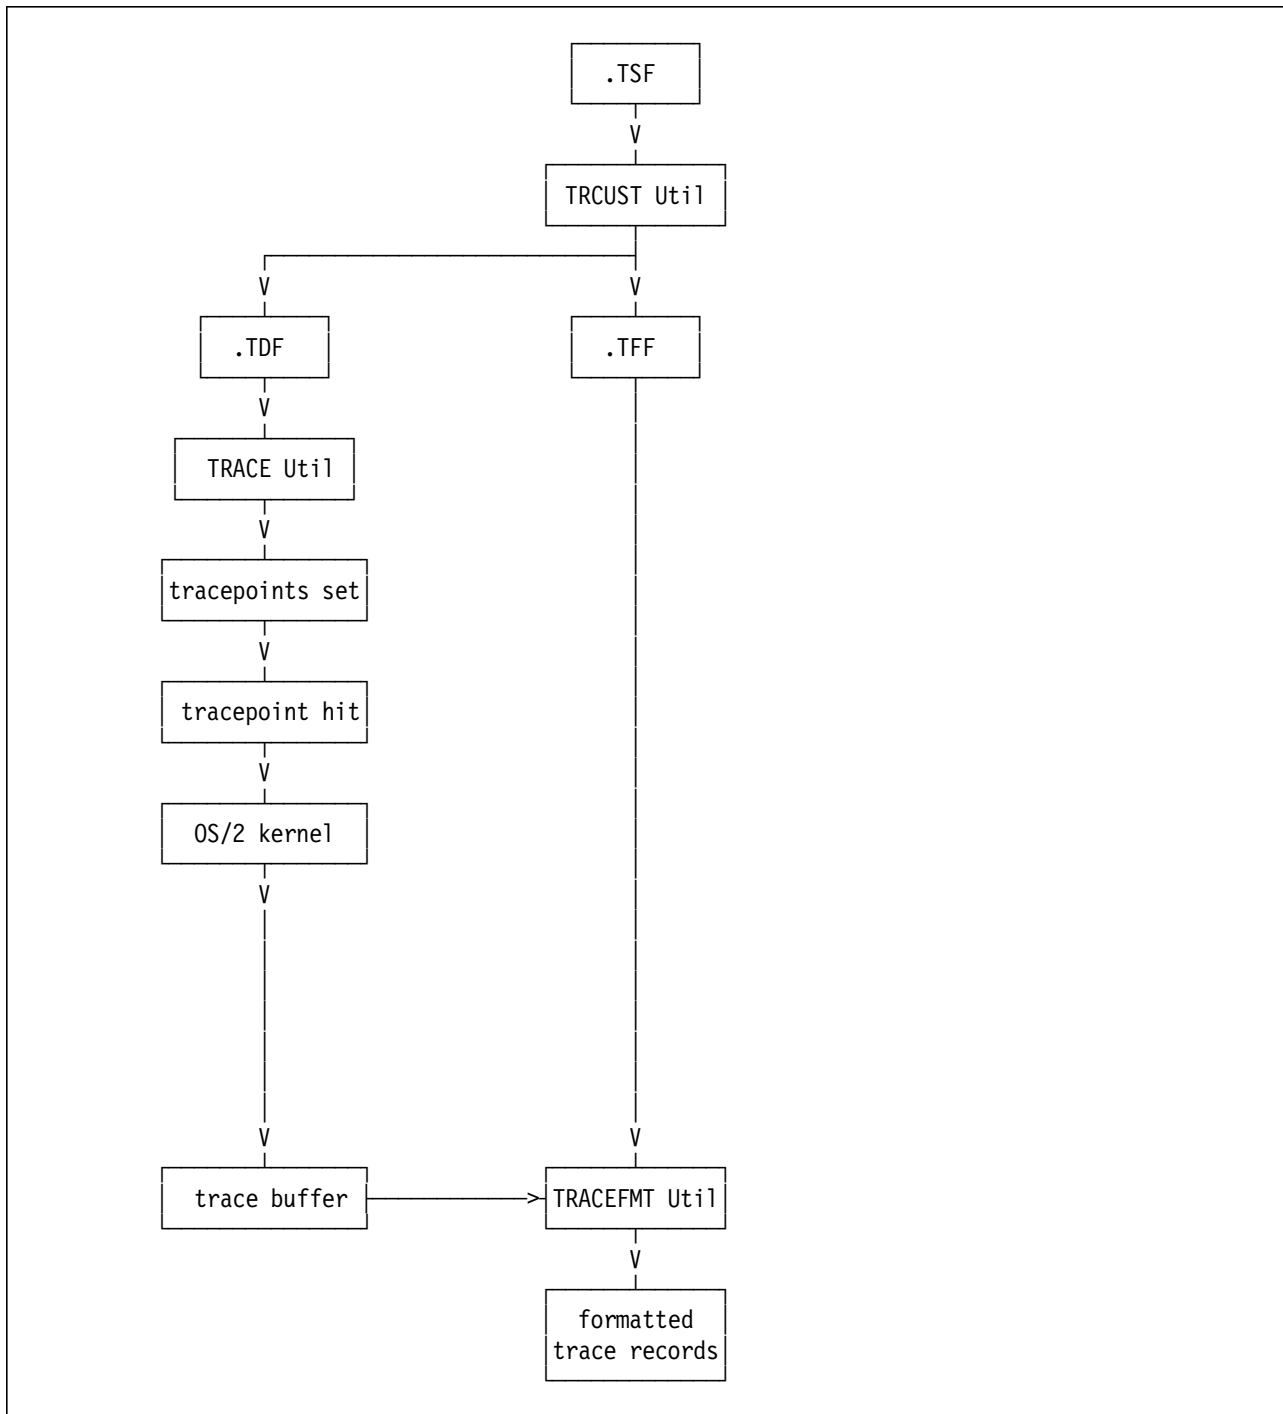 .TSF
V
TRCUST Util
V V
.TDF .TFF
V
TRACE Util
V
tracepoints set
V
tracepoint hit
V
OS/2 kernel
V
V V
trace buffer > TRACEFMT Util
V
formatted
trace records